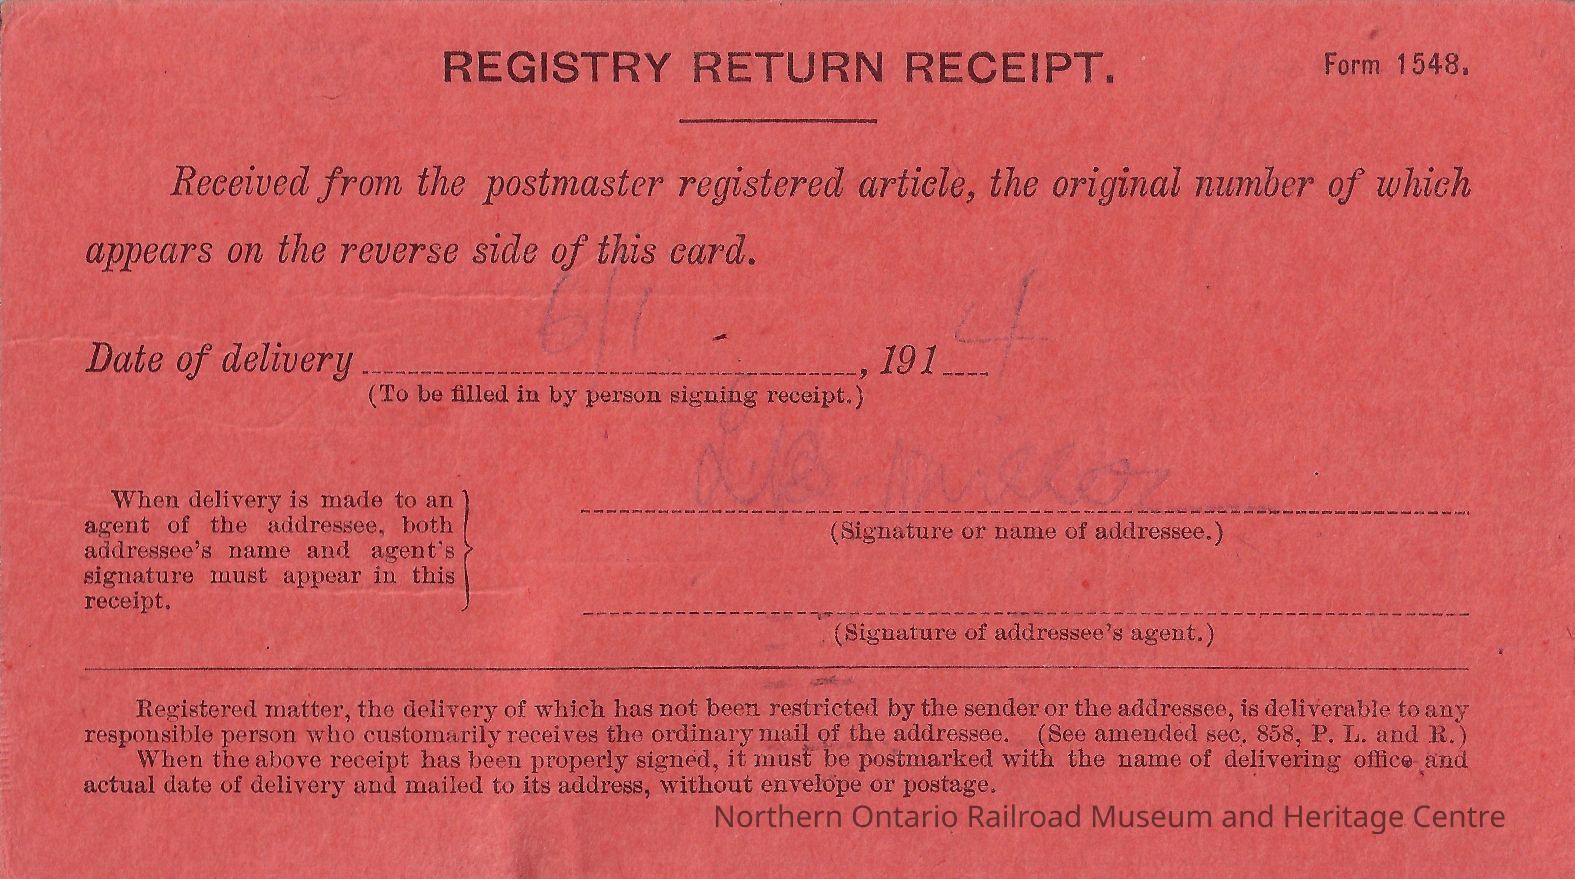 REGISTRY RETURN RECEIPT.
Form 1548.
Received from the postmaster registered article, the original number of which
appears on the reverse side of this card.
Date of delivery 6/1, 1914
(To be filled in by person signing receipt.)
When delivery is made to an
agent of the addressee, both
addressee's name and agent's
signature must appear in this
receipt.
(Signature or name of addressee.)
(Signature of addressee's agent.)
Registered matter, the delivery of which has not been restricted by the sender or the addressee, is deliverable to any
responsible person who customarily receives the ordinary mail of the addressee. (See amended sec. 858, P. L. and R.)
When the above receipt has been properly signed, it must be postmarked with the name of delivering office and
actual date of delivery and mailed to its address, without envelope or postage.
Northern Ontario Railroad Museum and Heritage Centre